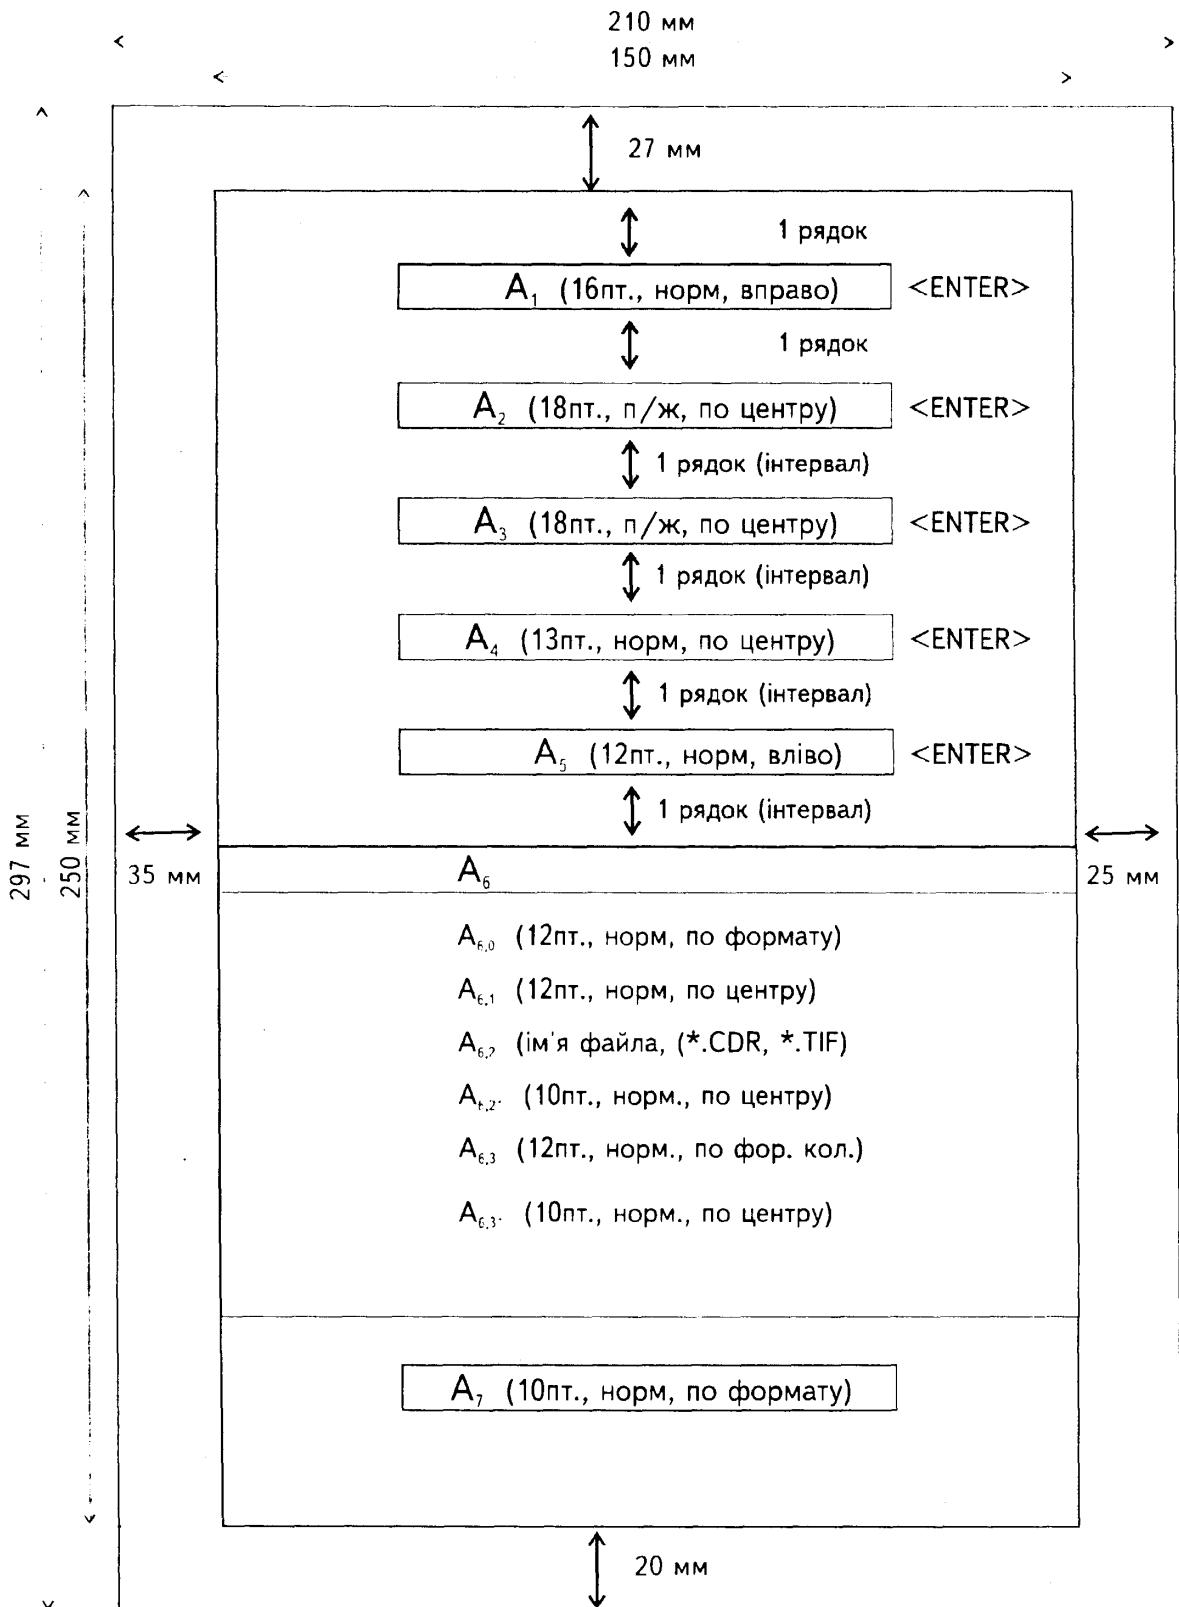 210 мм
150 мм
27 мм
1 рядок
A₁ (16пт., норм, вправо) <ENTER>
1 рядок
A₂ (18пт., п/ж, по центру) <ENTER>
1 рядок (інтервал)
A₃ (18пт., п/ж, по центру) <ENTER>
1 рядок (інтервал)
A₄ (13пт., норм, по центру) <ENTER>
1 рядок (інтервал)
A₅ (12пт., норм, вліво) <ENTER>
1 рядок (інтервал)
297 мм
250 мм
35 мм
A₆
25 мм
A₆,₀ (12пт., норм, по формату)
A₆,₁ (12пт., норм, по центру)
A₆,₂ (ім'я файла, (*.CDR, *.TIF)
A₆,₂· (10пт., норм., по центру)
A₆.₃ (12пт., норм., по фор. кол.)
A₆,₃· (10пт., норм., по центру)
A₇ (10пт., норм, по формату)
20 мм